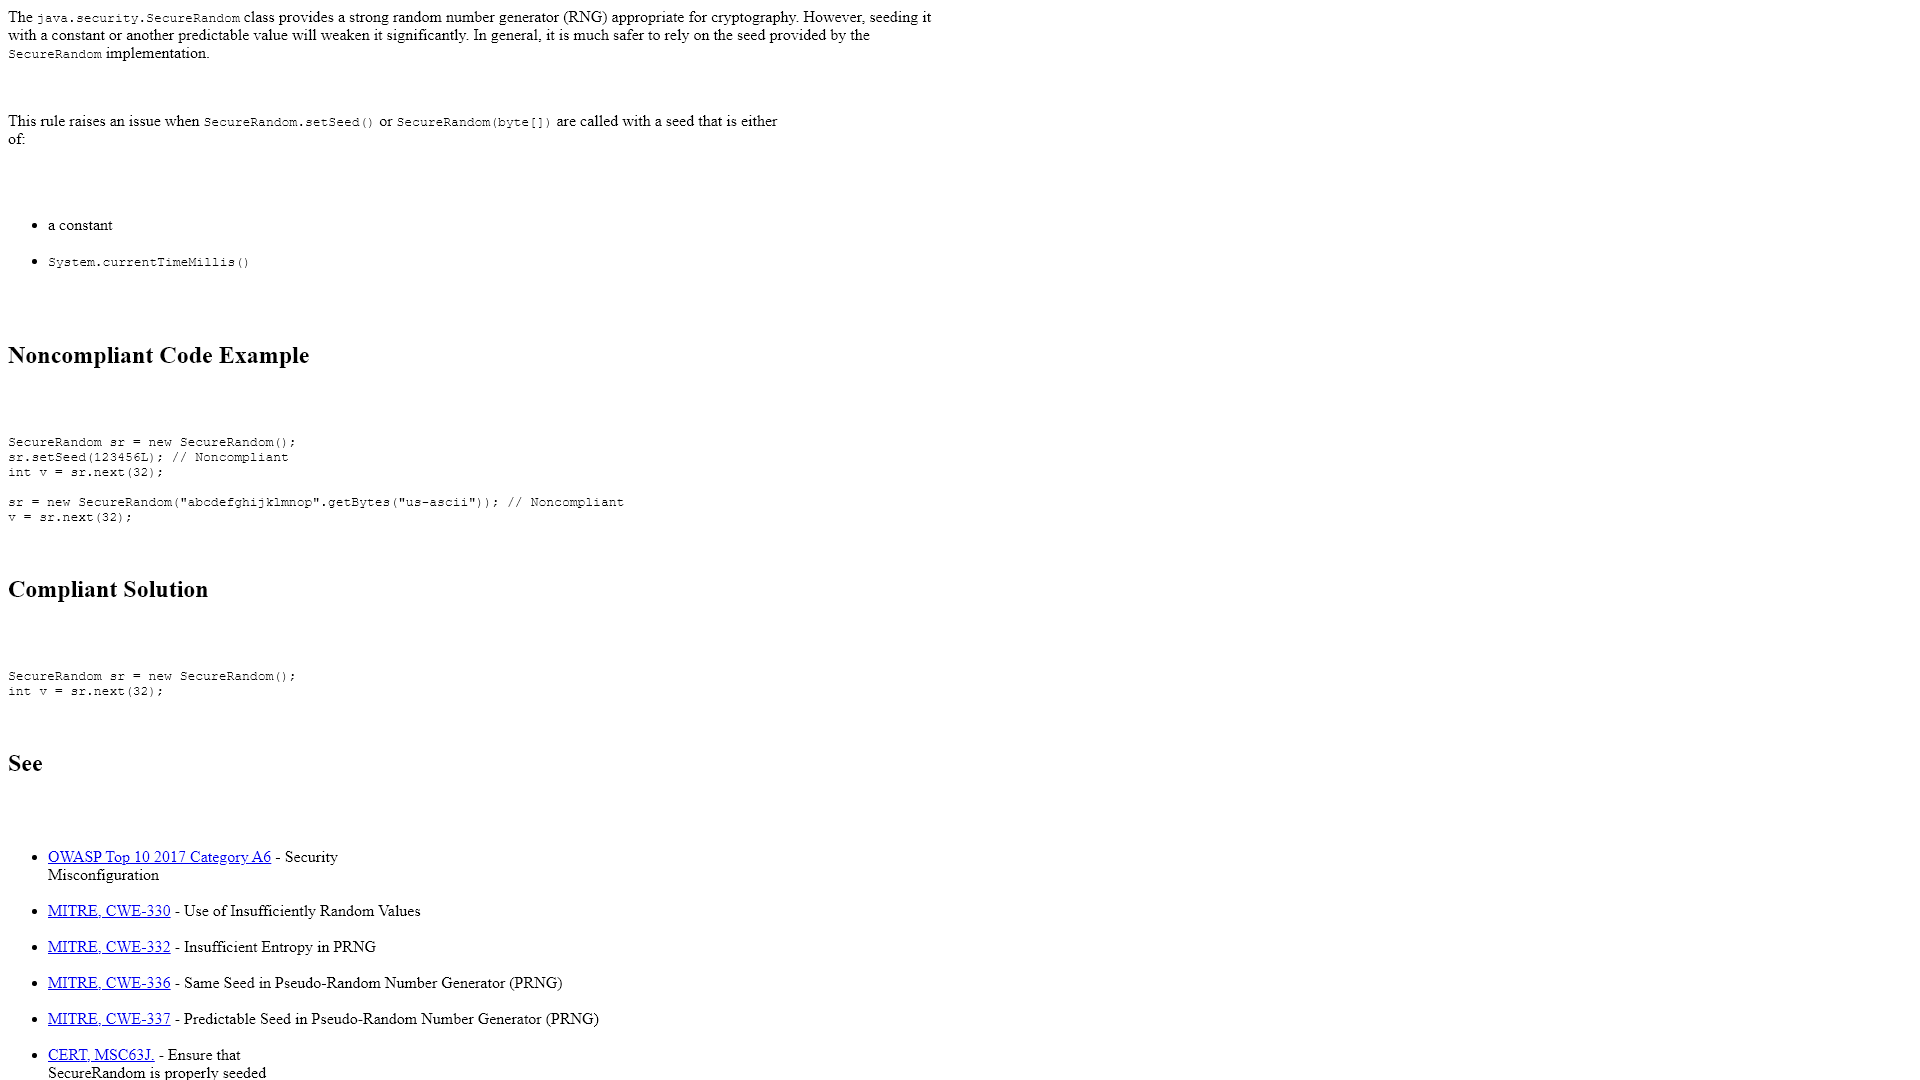 The java.security.SecureRandom class provides a strong random number generator (RNG) appropriate for cryptography. However, seeding it
with a constant or another predictable value will weaken it significantly. In general, it is much safer to rely on the seed provided by the
SecureRandom implementation.
This rule raises an issue when SecureRandom.setSeed() or SecureRandom(byte[]) are called with a seed that is either
of:
• a constant
• System.currentTimeMillis()
Noncompliant Code Example
SecureRandom sr = new SecureRandom();
sr.setSeed(123456L); // Noncompliant
int v = sr.next(32);
sr = new SecureRandom("abcdefghijklmnop".getBytes("us-ascii")); // Noncompliant
v = sr.next(32);
Compliant Solution
SecureRandom sr = new SecureRandom();
int v = sr.next(32);
See
• OWASP Top 10 2017 Category A6 - Security
Misconfiguration
• MITRE, CWE-330 - Use of Insufficiently Random Values
• MITRE, CWE-332 - Insufficient Entropy in PRNG
• MITRE, CWE-336 - Same Seed in Pseudo-Random Number Generator (PRNG)
• MITRE, CWE-337 - Predictable Seed in Pseudo-Random Number Generator (PRNG)
• CERT, MSC63J. - Ensure that
SecureRandom is properly seeded